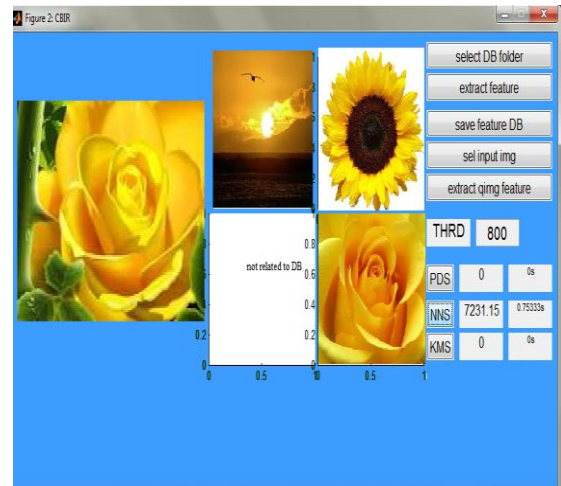 Figure 2: CBIR
select DB folder
extract feature
save feature DB
sel input img
extract qimg feature
THRD 800
PDS 0 0s
NNS 7231.15 0.75333s
KMS 0 0s
not related to DB
0.8
0.6
0.4
0.2
0
0.2
0
0 0.5 1
0 0.5 1